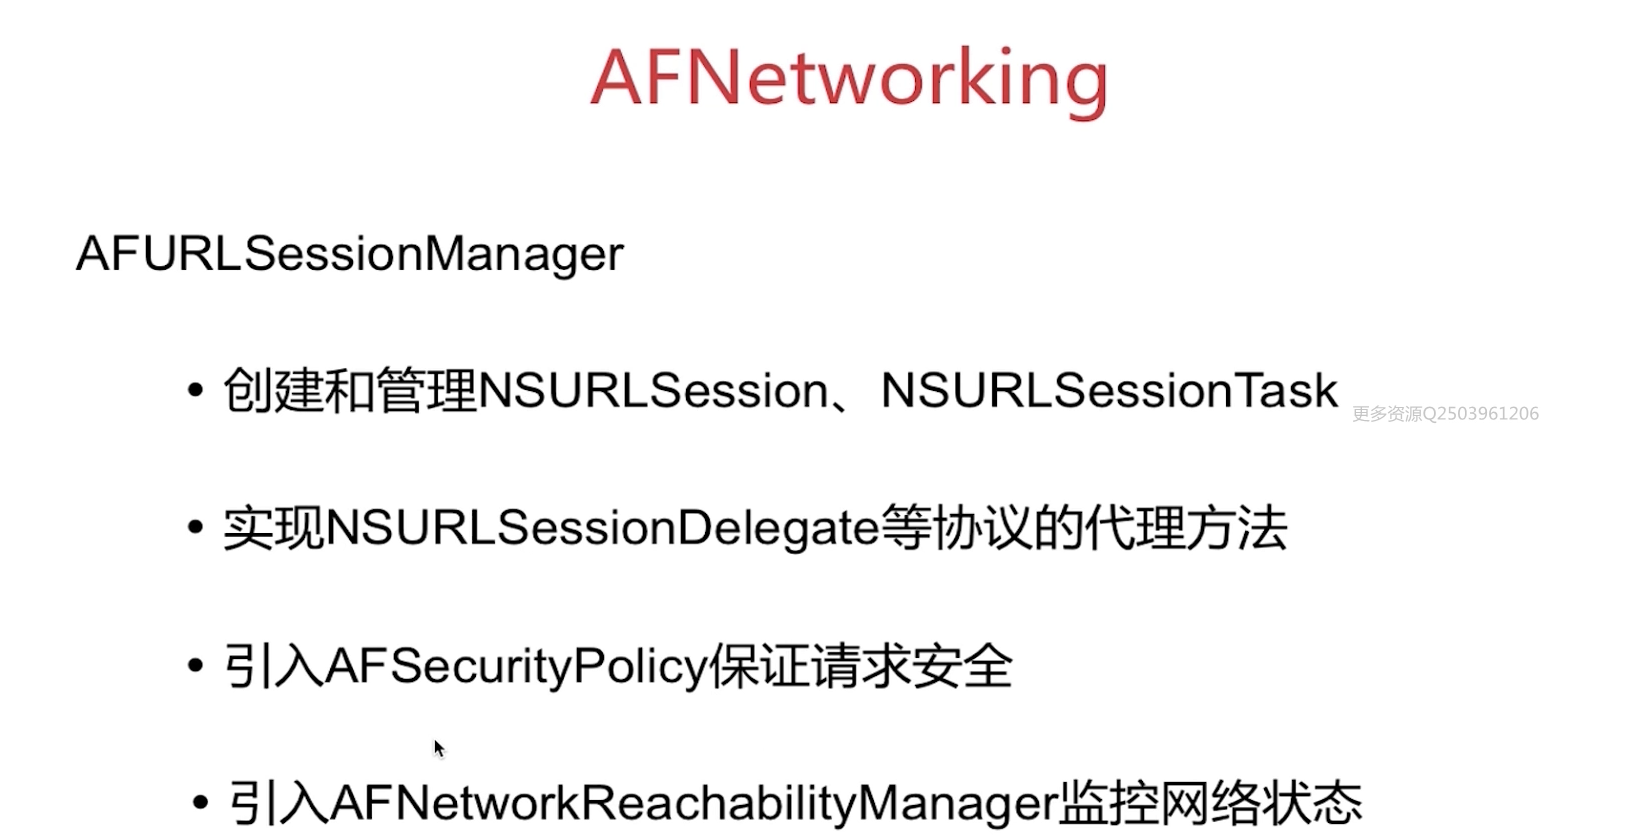 AFNetworking
AFURLSessionManager
• 创建和管理NSURLSession、NSURLSessionTask
更多资源Q2503961206
• 实现NSURLSessionDelegate等协议的代理方法
• 引入AFSecurityPolicy保证请求安全
• 引入AFNetworkReachabilityManager监控网络状态